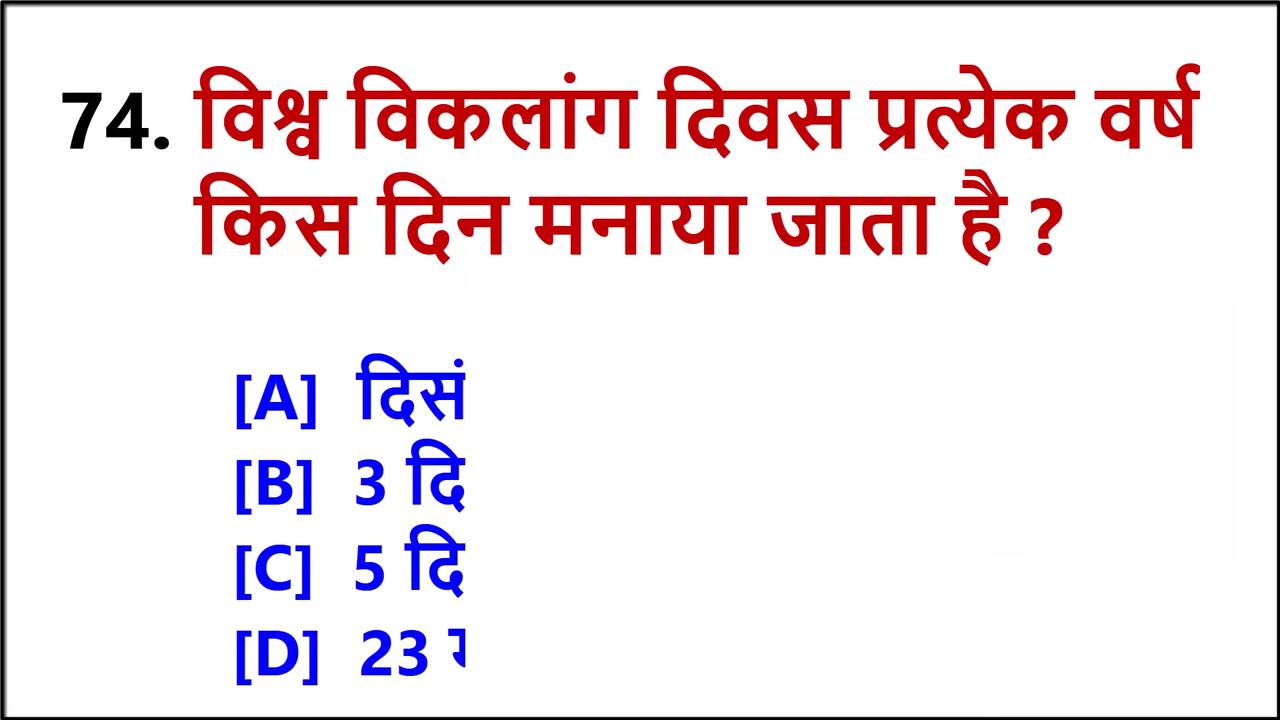 74. विश्व विकलांग दिवस प्रत्येक वर्ष
किस दिन मनाया जाता है ?
[A] दिसं
[B] 3 दि
[C] 5 दि
[D] 23